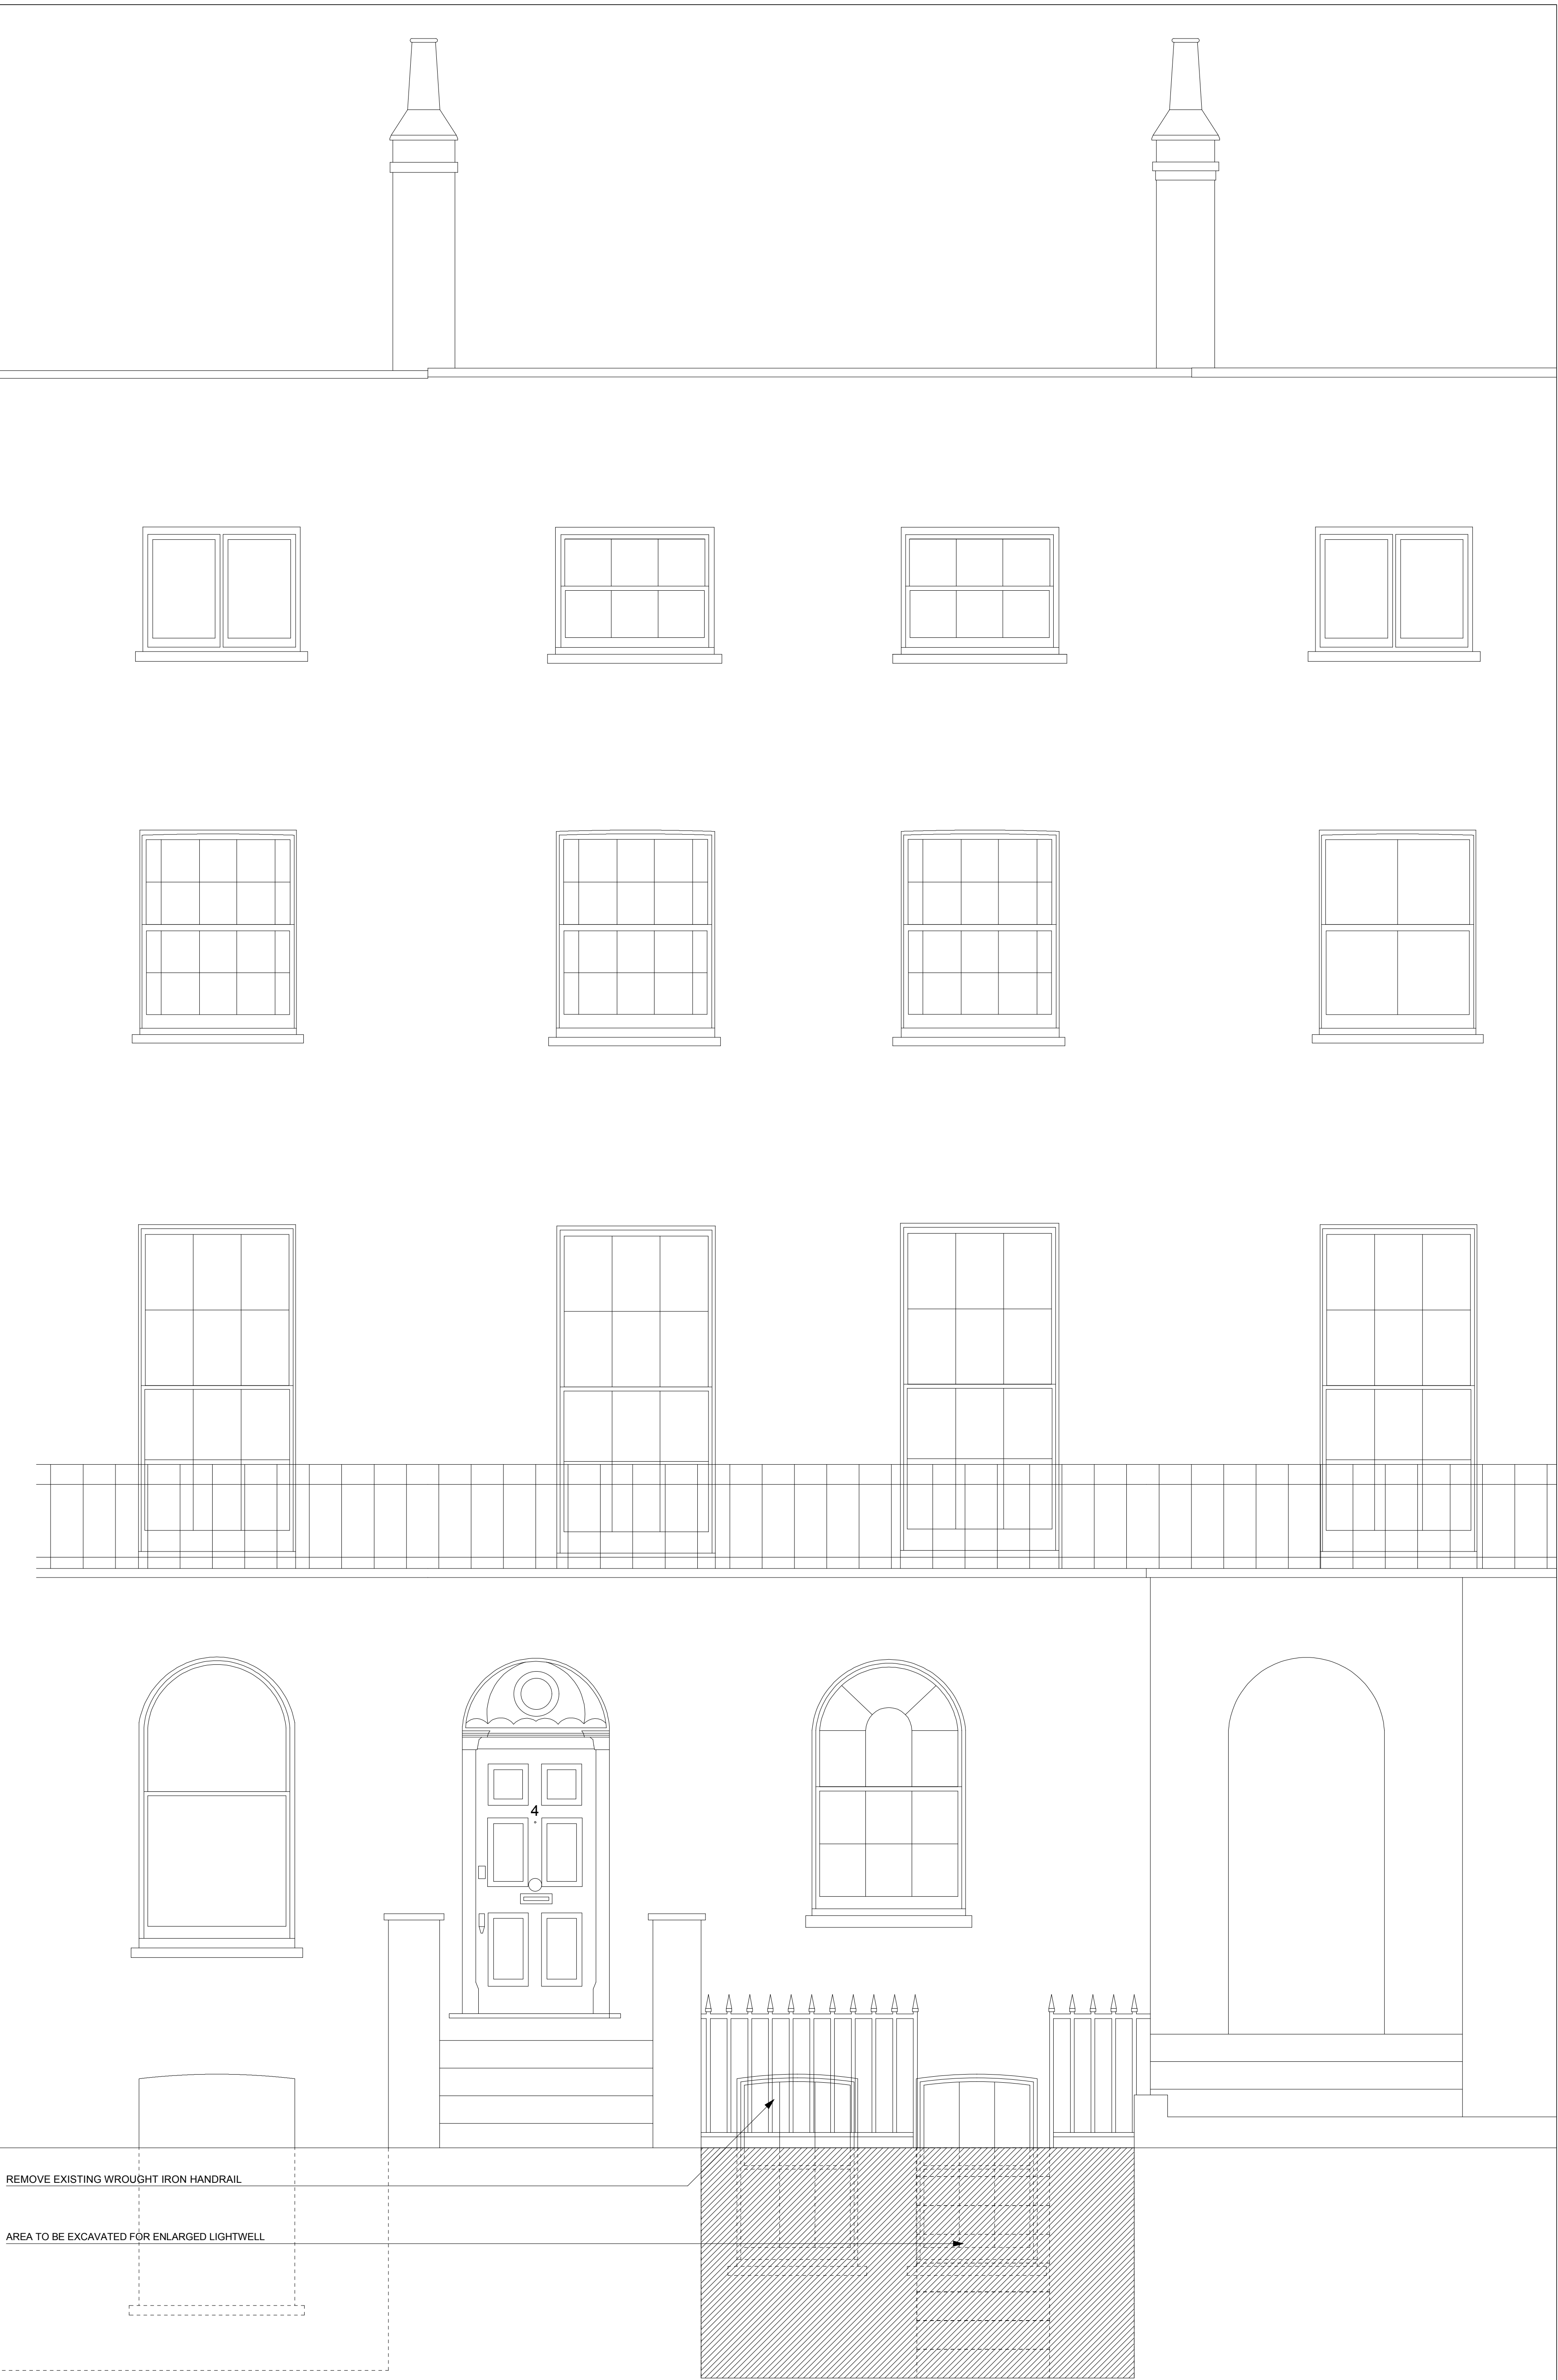 4
REMOVE EXISTING WROUGHT IRON HANDRAIL
AREA TO BE EXCAVATED FOR ENLARGED LIGHTWELL